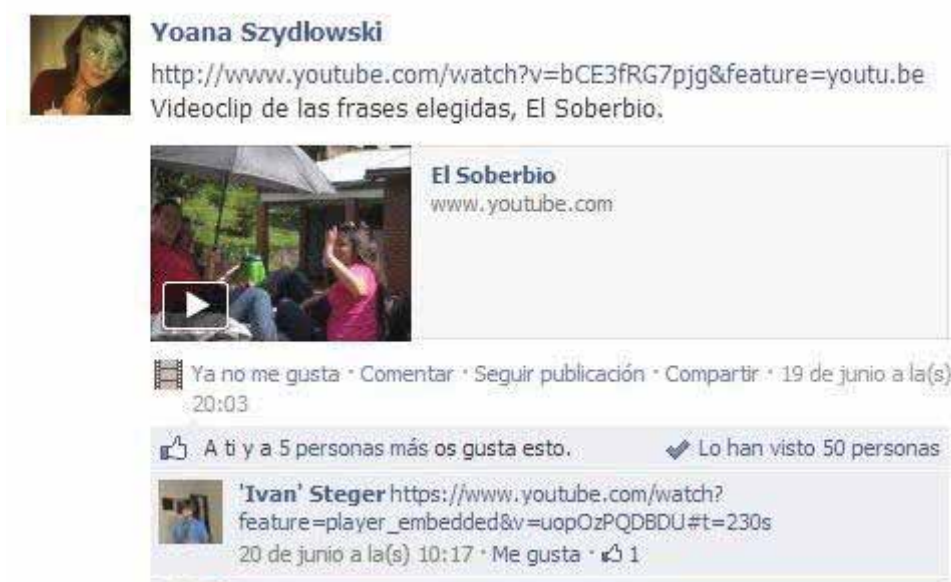 Yoana Szydlowski
http://www.youtube.com/watch?v=bCE3fRG7pjg&feature=youtu.be
Videoclip de las frases elegidas, El Soberbio.
El Soberbio
www.youtube.com
Ya no me gusta · Comentar · Seguir publicación · Compartir · 19 de junio a la(s)
20:03
A ti y a 5 personas más os gusta esto.
Lo han visto 50 personas
'Ivan' Steger https://www.youtube.com/watch?
feature=player_embedded&v=uopOzPQDBDU#t=230s
20 de junio a la(s) 10:17 · Me gusta · 1